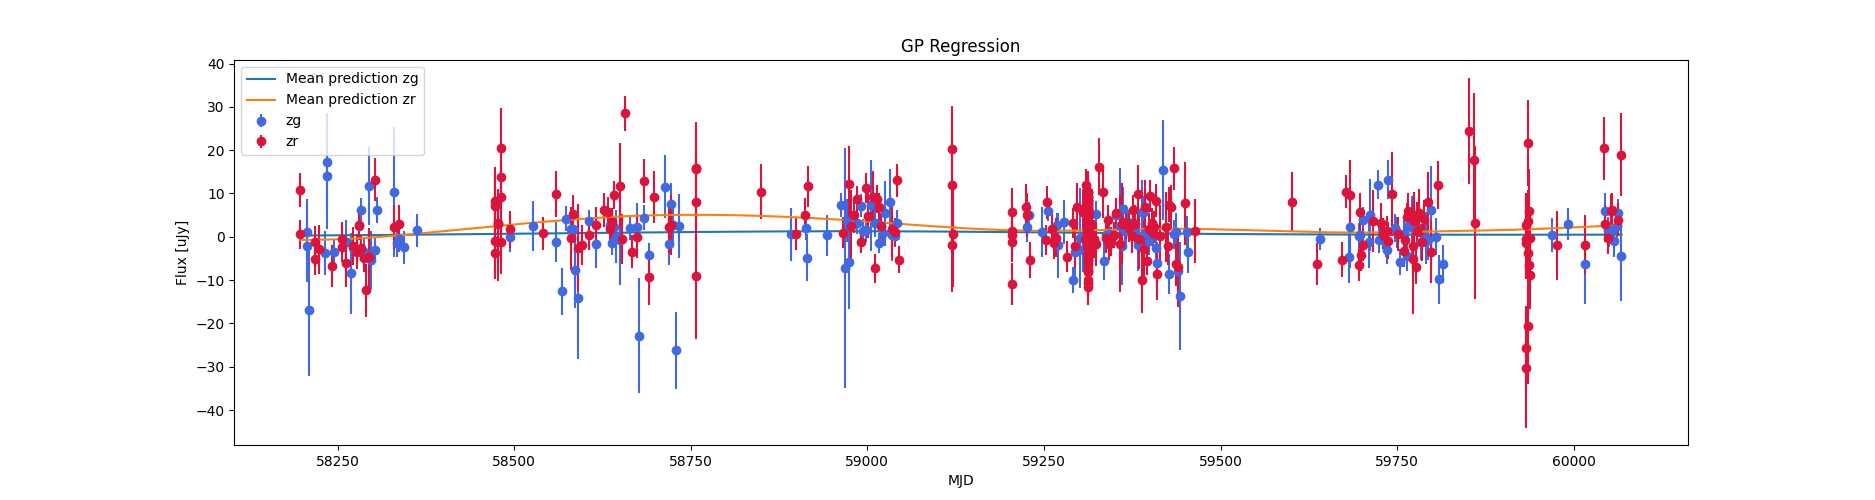 GP Regression
Mean prediction zg
Mean prediction zr
zg
zr
Flux [uJy]
40
30
20
10
0
−10
−20
−30
−40
58250 58500 58750 59000 59250 59500 59750 60000
MJD